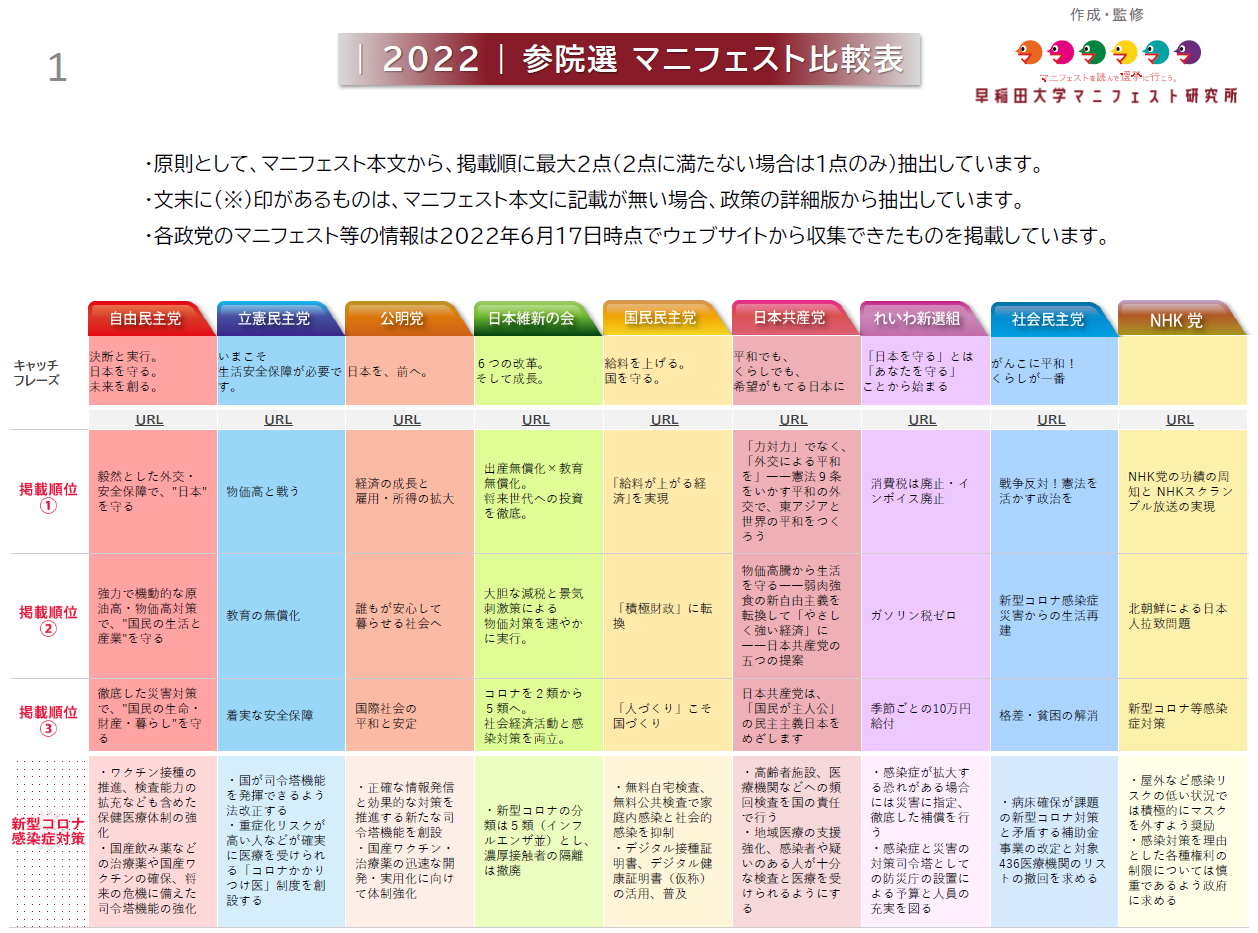 1
｜2022｜参院選 マニフェスト比較表
作成・監修
マニフェストを読んで選挙に行こう。
早稲田大学マニフェスト研究所
・原則として、マニフェスト本文から、掲載順に最大2点（2点に満たない場合は1点のみ）抽出しています。
・文末に（※）印があるものは、マニフェスト本文に記載が無い場合、政策の詳細版から抽出しています。
・各政党のマニフェスト等の情報は2022年6月17日時点でウェブサイトから収集できたものを掲載しています。
自由民主党
立憲民主党
公明党
日本維新の会
国民民主党
日本共産党
れいわ新選組
社会民主党
NHK 党
キャッチ
フレーズ
決断と実行。
日本を守る。
未来を創る。
いまこそ
生活安全保障が必要で
す。
日本を、前へ。
６つの改革。
そして成長。
給料を上げる。
国を守る。
平和でも、
くらしでも、
希望がもてる日本に
「日本を守る」とは
「あなたを守る」
ことから始まる
がんこに平和！
くらしが一番
URL
URL
URL
URL
URL
URL
URL
URL
URL
掲載順位
①
毅然とした外交・
安全保障で、"日本"
を守る
物価高と戦う
経済の成長と
雇用・所得の拡大
出産無償化×教育
無償化。
将来世代への投資
を徹底。
「給料が上がる経
済」を実現
「力対力」でなく、
「外交による平和
を」――憲法９条
をいかす平和の外
交で、東アジアと
世界の平和をつく
ろう
消費税は廃止・イ
ンボイス廃止
戦争反対！憲法を
活かす政治を
NHK党の功績の周
知と NHKスクラン
ブル放送の実現
掲載順位
②
強力で機動的な原
油高・物価高対策
で、"国民の生活と
産業"を守る
教育の無償化
誰もが安心して
暮らせる社会へ
大胆な減税と景気
刺激策による
物価対策を速やか
に実行。
「積極財政」に転
換
物価高騰から生活
を守る――弱肉強
食の新自由主義を
転換して「やさし
く強い経済」に
――日本共産党の
五つの提案
ガソリン税ゼロ
新型コロナ感染症
災害からの生活再
建
北朝鮮による日本
人拉致問題
掲載順位
③
徹底した災害対策
で、"国民の生命・
財産・暮らし"を守
る
着実な安全保障
国際社会の
平和と安定
コロナを２類から
５類へ。
社会経済活動と感
染対策を両立。
「人づくり」こそ
国づくり
日本共産党は、
「国民が主人公」
の民主主義日本を
めざします
季節ごとの10万円
給付
格差・貧困の解消
新型コロナ等感染
症対策
新型コロナ
感染症対策
・ワクチン接種の
推進、検査能力の
拡充なども含めた
保健医療体制の強
化
・国産飲み薬など
の治療薬や国産ワ
クチンの確保、将
来の危機に備えた
司令塔機能の強化
・国が司令塔機能
を発揮できるよう
法改正する
・重症化リスクが
高い人などが確実
に医療を受けられ
る「コロナかかり
つけ医」制度を創
設する
・正確な情報発信
と効果的な対策を
推進する新たな司
令塔機能を創設
・国産ワクチン・
治療薬の迅速な開
発・実用化に向け
て体制強化
・新型コロナの分
類は５類（インフ
ルエンザ並）とし、
濃厚接触者の隔離
は撤廃
・無料自宅検査、
無料公共検査で家
庭内感染と社会的
感染を抑制
・デジタル接種証
明書、デジタル健
康証明書（仮称）
の活用、普及
・高齢者施設、医
療機関などへの頻
回検査を国の責任
で行う
・地域医療の支援
強化、感染者や疑
いのある人が十分
な検査と医療を受
けられるようにす
る
・感染症が拡大す
る恐れがある場合
には災害に指定、
徹底した補償を行
う
・感染症と災害の
対策司令塔として
の防災庁の設置に
よる予算と人員の
充実を図る
・病床確保が課題
の新型コロナ対策
と矛盾する補助金
事業の改定と対象
436医療機関のリス
トの撤回を求める
・屋外など感染リ
スクの低い状況で
は積極的にマスク
を外すよう奨励
・感染対策を理由
とした各種権利の
制限については慎
重であるよう政府
に求める